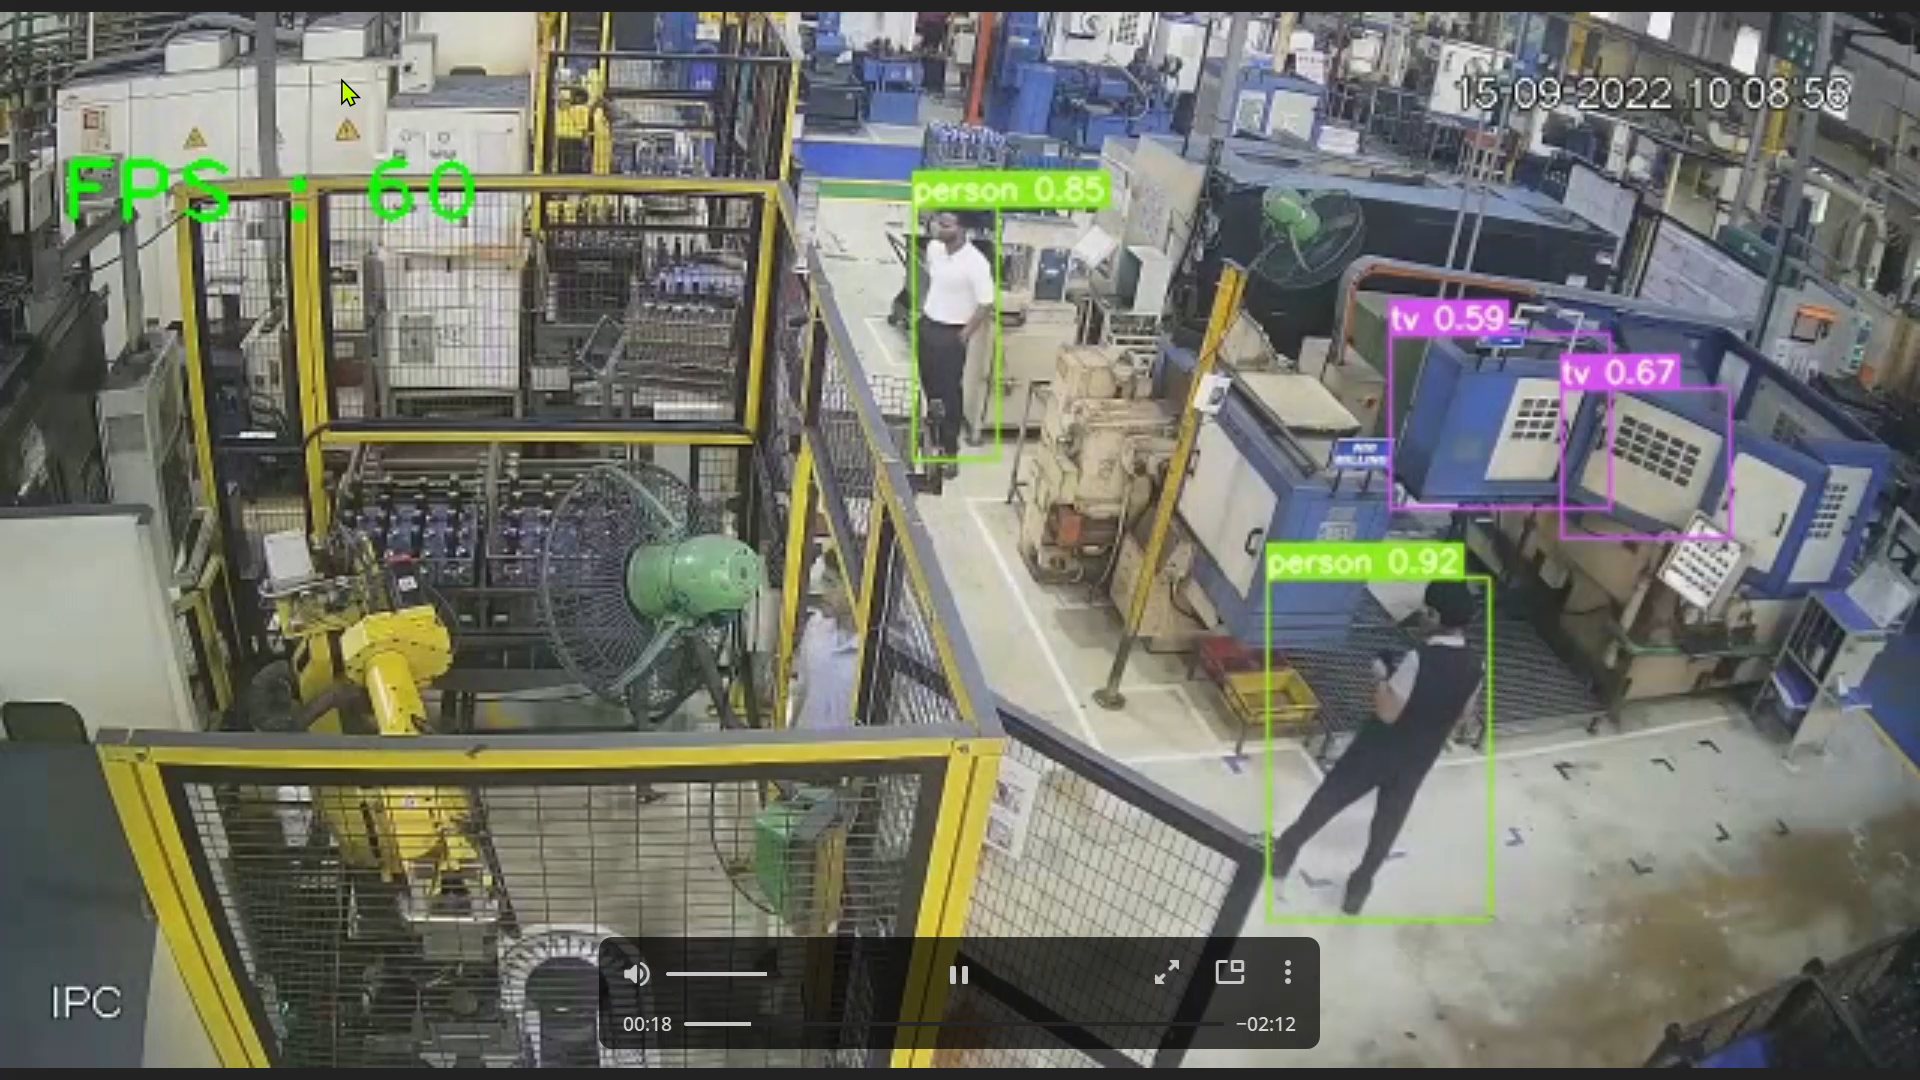 15-09-2022 10:08:56
FPS : 60
person 0.85
tv 0.59
tv 0.67
person 0.92
IPC
00:18
−02:12